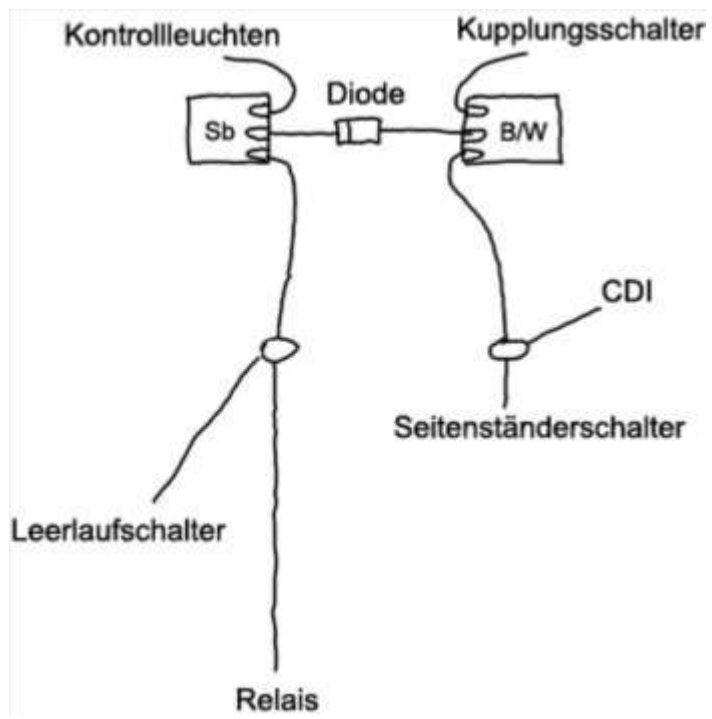 Kontrollleuchten
Kupplungsschalter
Diode
Sb
B/W
CDI
Seitenständerschalter
Leerlaufschalter
Relais